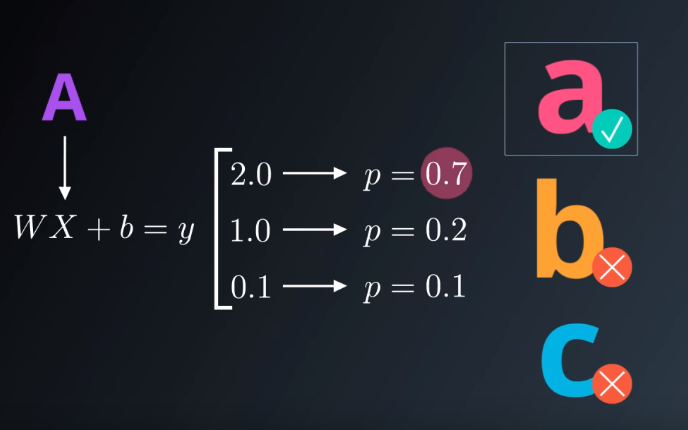 A
WX + b = y
2.0 → p = 0.7
1.0 → p = 0.2
0.1 → p = 0.1
a
b
c